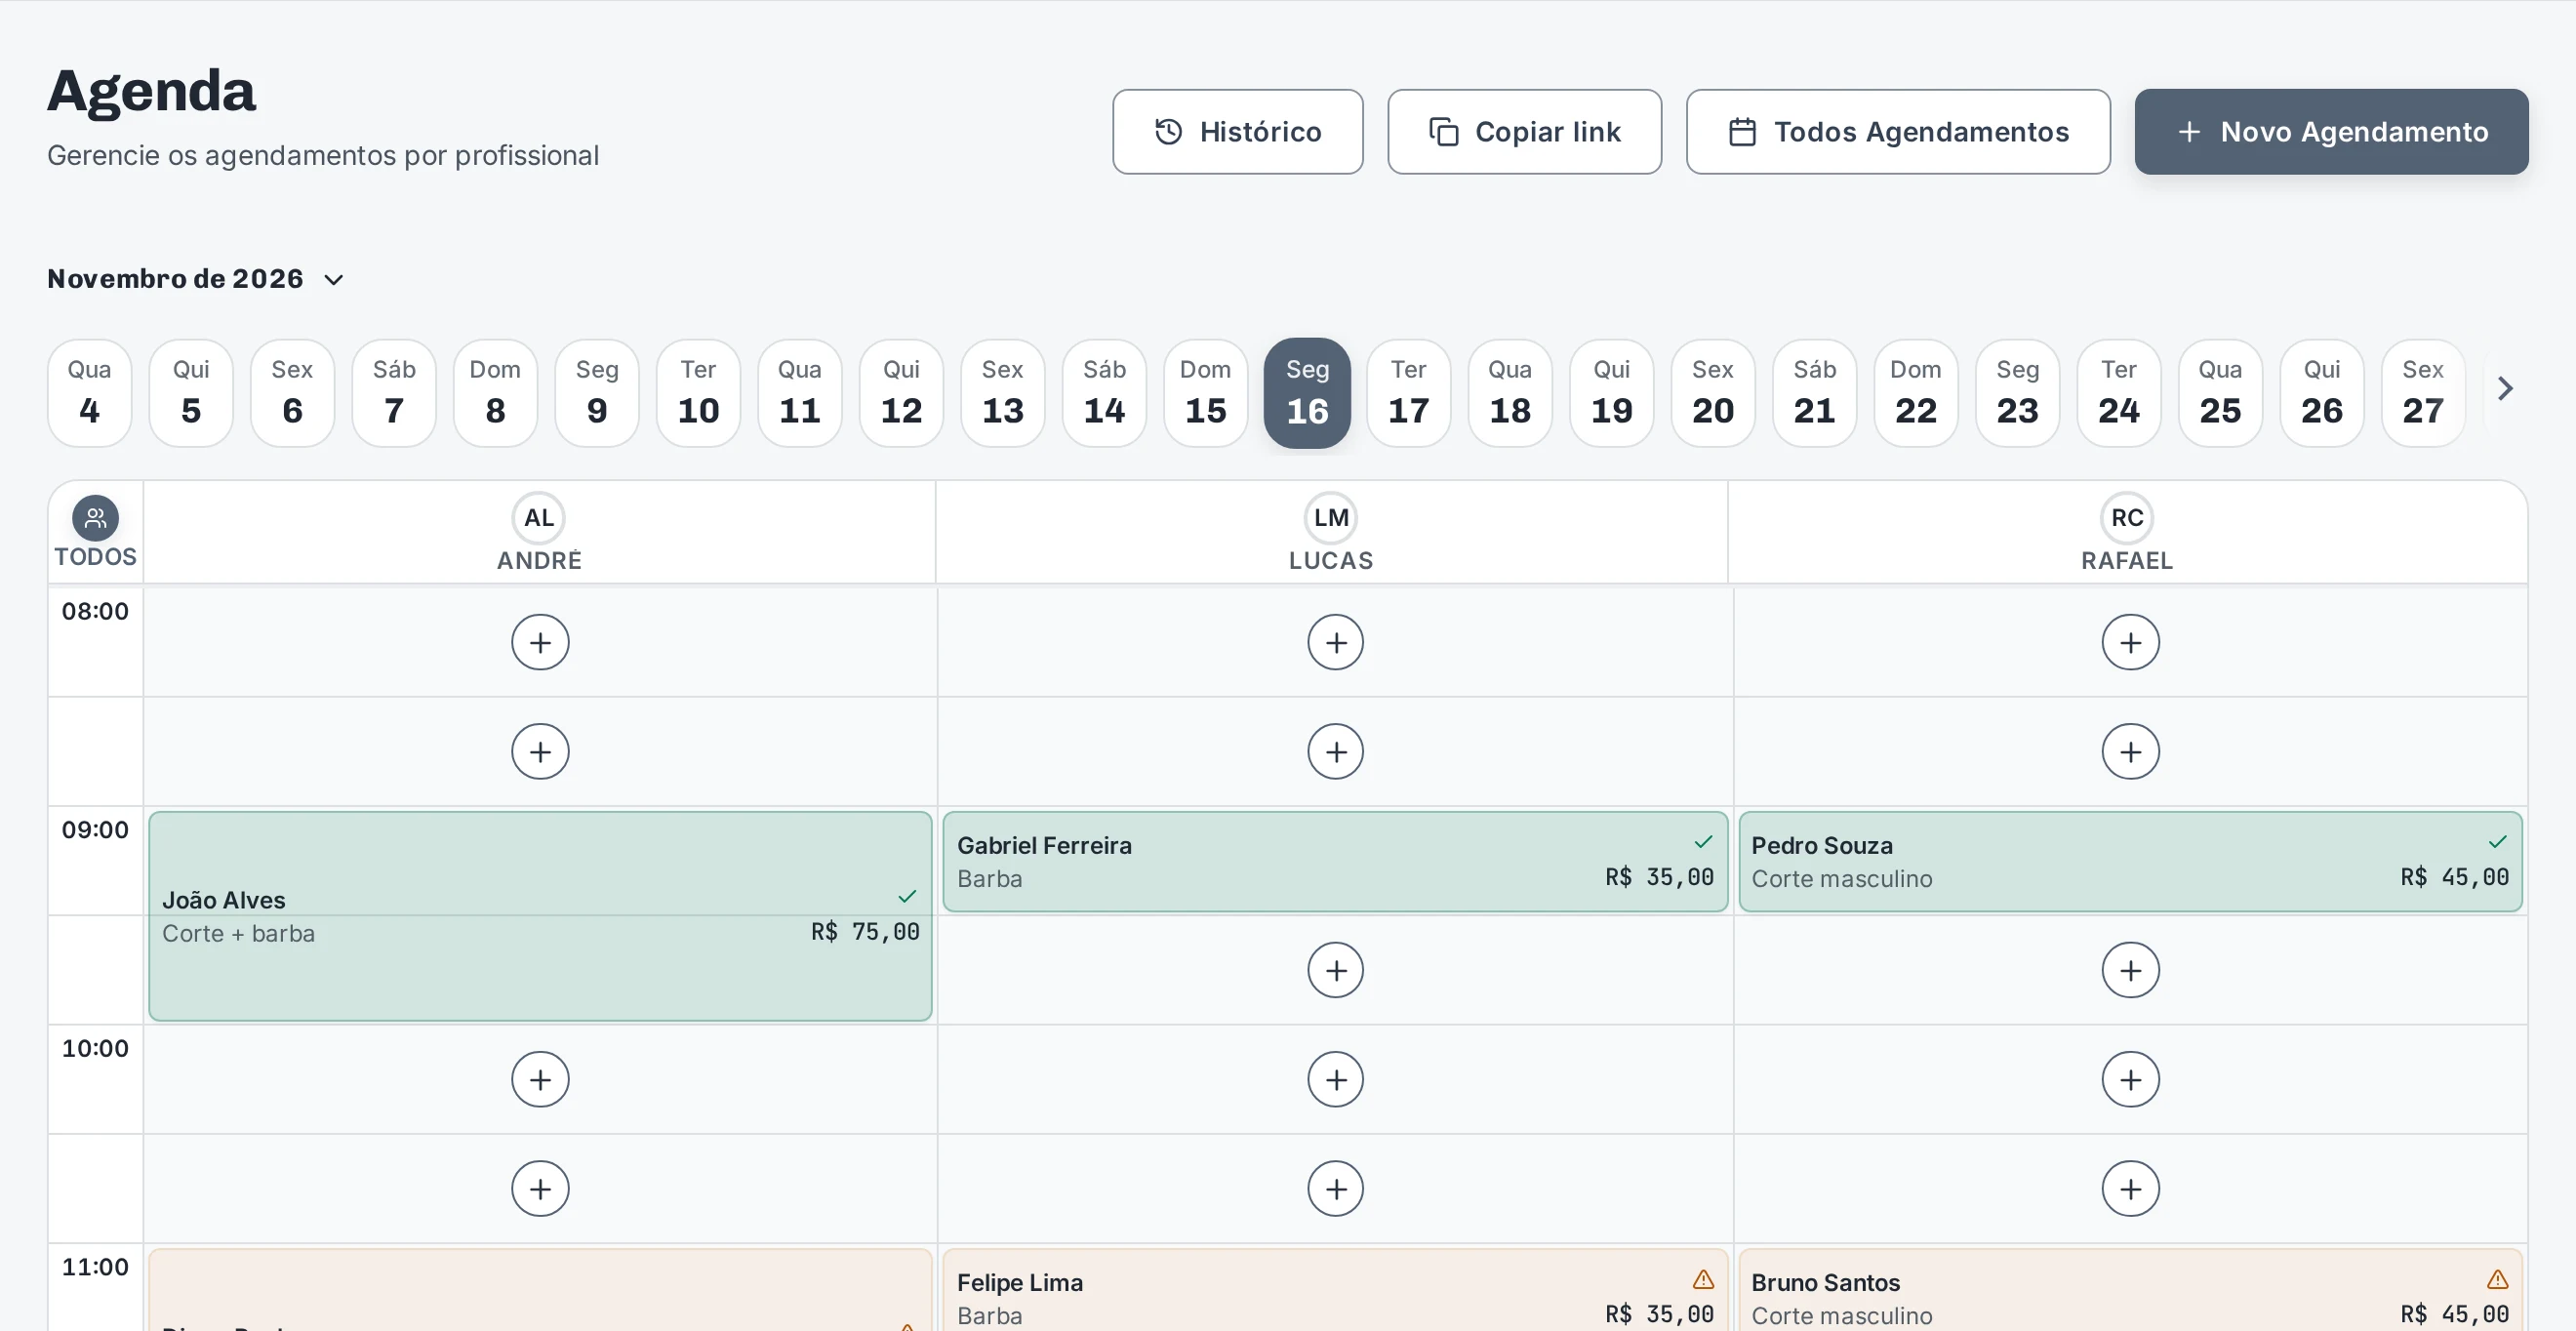 Agenda
Gerencie os agendamentos por profissional
Histórico
Copiar link
Todos Agendamentos
Novo Agendamento
Novembro de 2026
Qua Qui Sex Sáb Dom Seg Ter Qua Qui Sex Sáb Dom Seg Ter Qua Qui Sex Sáb Dom Seg Ter Qua Qui Sex
4 5 6 7 8 9 10 11 12 13 14 15 16 17 18 19 20 21 22 23 24 25 26 27
TODOS
AL
ANDRÉ
LM
LUCAS
RC
RAFAEL
08:00
09:00
João Alves
Corte + barba R$ 75,00
Gabriel Ferreira
Barba R$ 35,00
Pedro Souza
Corte masculino R$ 45,00
10:00
11:00
Felipe Lima
Barba R$ 35,00
Bruno Santos
Corte masculino R$ 45,00